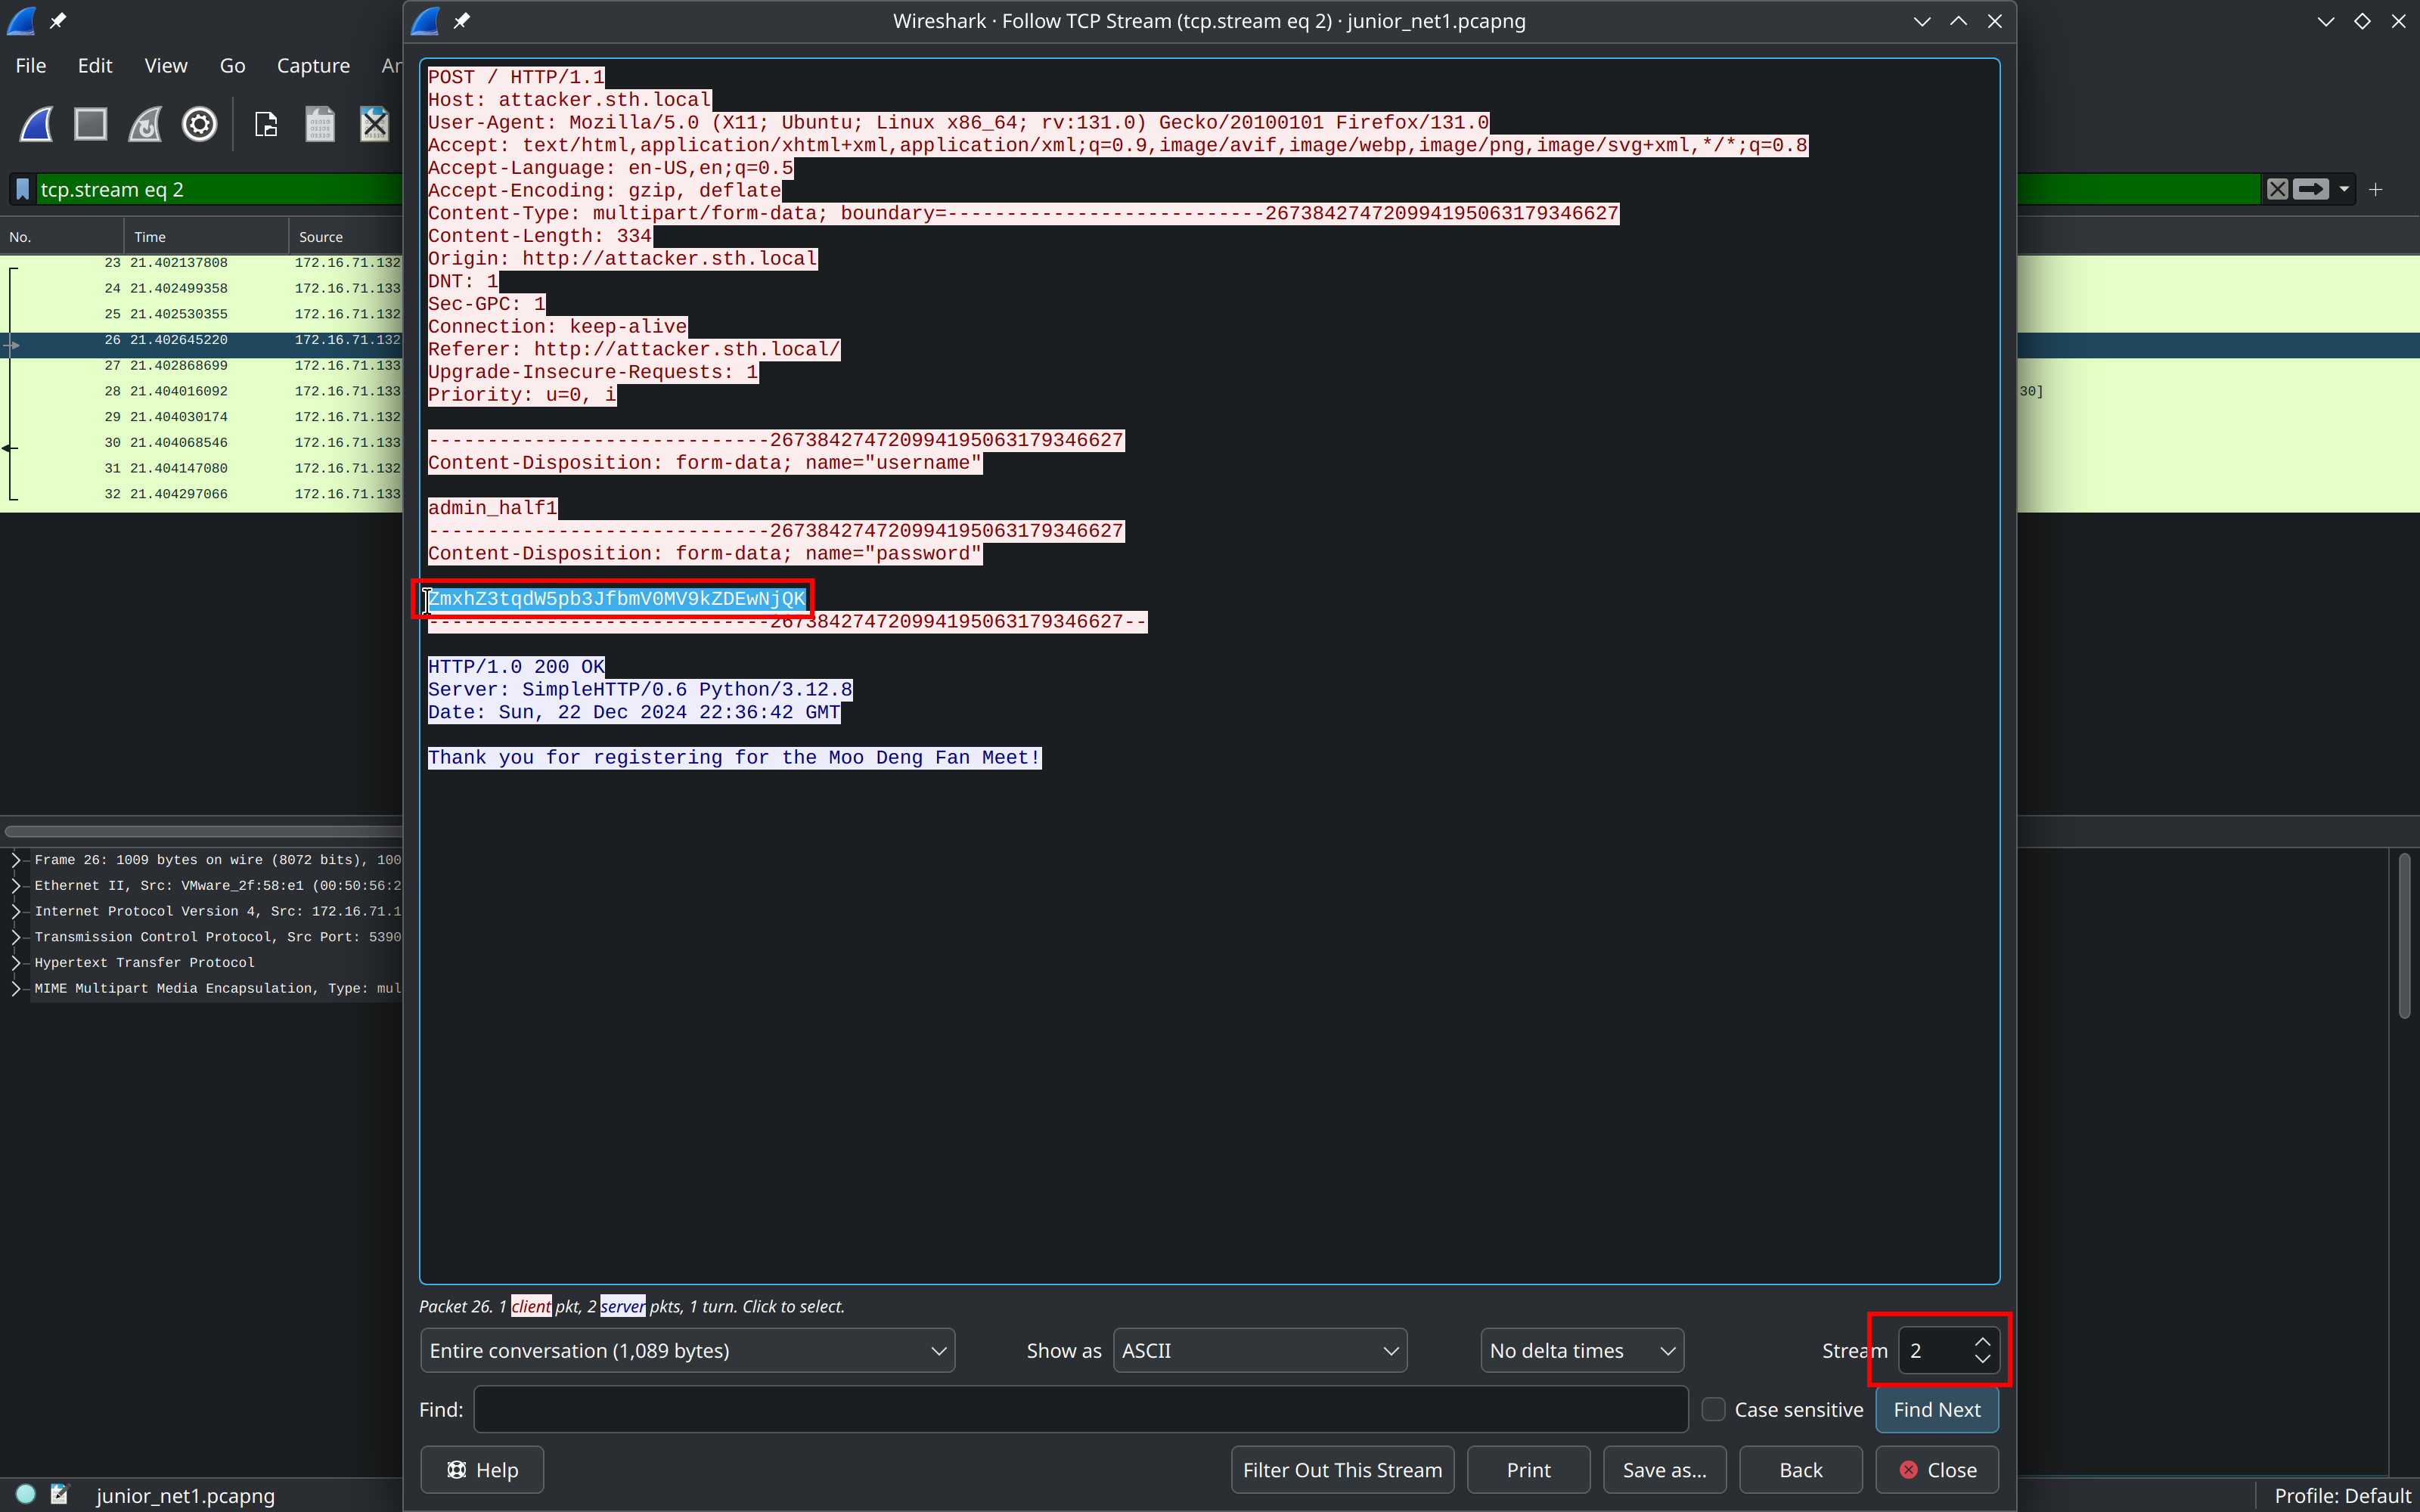 Wireshark · Follow TCP Stream (tcp.stream eq 2) · junior_net1.pcapng
File Edit View Go Capture
tcp.stream eq 2
No. Time Source
23 21.402137808 172.16.71.132
24 21.402499358 172.16.71.133
25 21.402530355 172.16.71.132
26 21.402645220 172.16.71.132
27 21.402868699 172.16.71.133
28 21.404016092 172.16.71.133
29 21.404030174 172.16.71.132
30 21.404068546 172.16.71.133
31 21.404147080 172.16.71.132
32 21.404297066 172.16.71.133
30]
Frame 26: 1009 bytes on wire (8072 bits), 100
Ethernet II, Src: VMware_2f:58:e1 (00:50:56:2
Internet Protocol Version 4, Src: 172.16.71.1
Transmission Control Protocol, Src Port: 5390
Hypertext Transfer Protocol
MIME Multipart Media Encapsulation, Type: mul
POST / HTTP/1.1
Host: attacker.sth.local
User-Agent: Mozilla/5.0 (X11; Ubuntu; Linux x86_64; rv:131.0) Gecko/20100101 Firefox/131.0
Accept: text/html,application/xhtml+xml,application/xml;q=0.9,image/avif,image/webp,image/png,image/svg+xml,*/*;q=0.8
Accept-Language: en-US,en;q=0.5
Accept-Encoding: gzip, deflate
Content-Type: multipart/form-data; boundary=---------------------------267384274720994195063179346627
Content-Length: 334
Origin: http://attacker.sth.local
DNT: 1
Sec-GPC: 1
Connection: keep-alive
Referer: http://attacker.sth.local/
Upgrade-Insecure-Requests: 1
Priority: u=0, i
-----------------------------267384274720994195063179346627
Content-Disposition: form-data; name="username"
admin_half1
-----------------------------267384274720994195063179346627
Content-Disposition: form-data; name="password"
ZmxhZ3tqdW5pb3JfbmV0MV9kZDEwNjQK
-----------------------------267384274720994195063179346627--
HTTP/1.0 200 OK
Server: SimpleHTTP/0.6 Python/3.12.8
Date: Sun, 22 Dec 2024 22:36:42 GMT
Thank you for registering for the Moo Deng Fan Meet!
Packet 26. 1 client pkt, 2 server pkts, 1 turn. Click to select.
Entire conversation (1,089 bytes) Show as ASCII No delta times Stream 2
Find: Case sensitive Find Next
Help Filter Out This Stream Print Save as... Back Close
junior_net1.pcapng Profile: Default